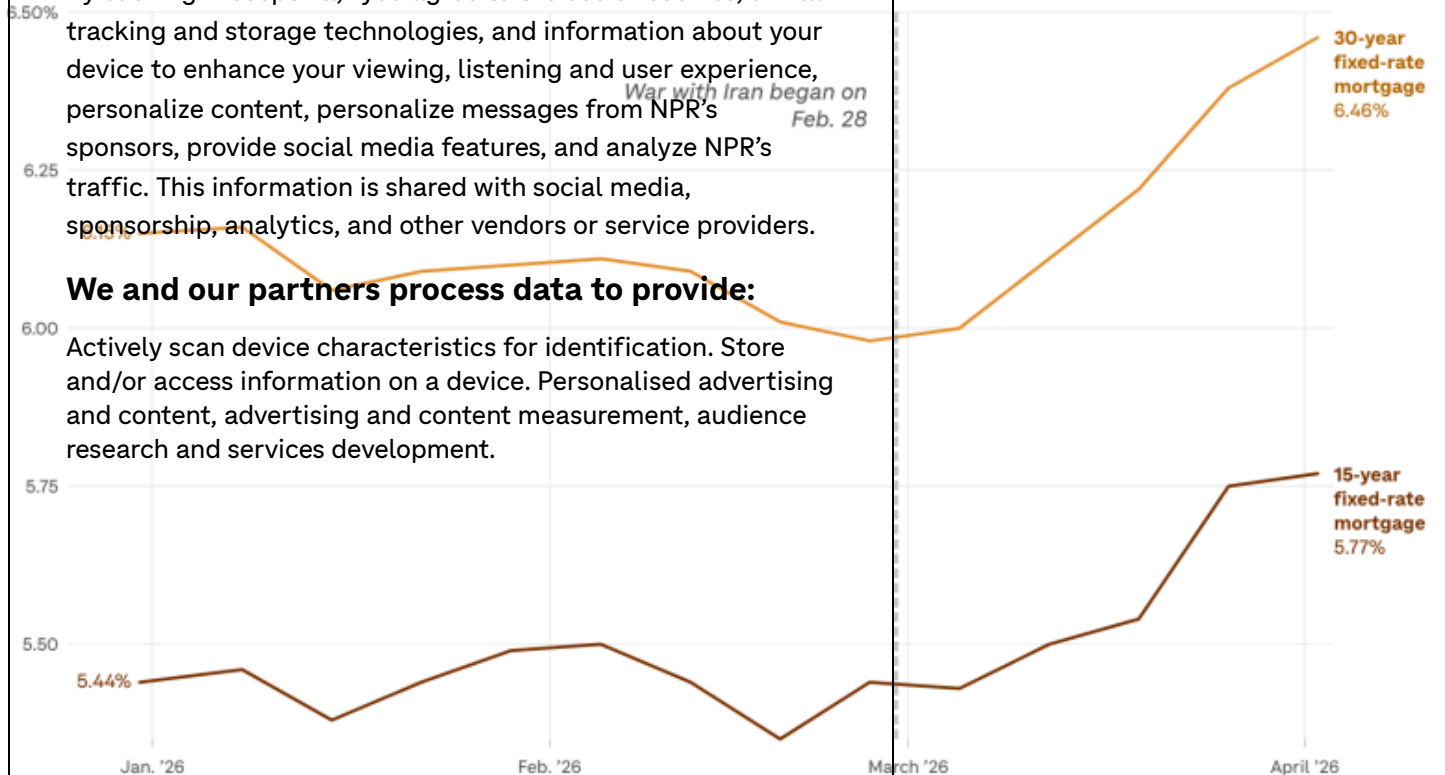 6.50%
tracking and storage technologies, and information about your
device to enhance your viewing, listening and user experience,
personalize content, personalize messages from NPR’s
sponsors, provide social media features, and analyze NPR’s
traffic. This information is shared with social media,
sponsorship, analytics, and other vendors or service providers.
We and our partners process data to provide:
Actively scan device characteristics for identification. Store
and/or access information on a device. Personalised advertising
and content, advertising and content measurement, audience
research and services development.
War with Iran began on
Feb. 28
30-year
fixed-rate
mortgage
6.46%
6.25
6.00
5.75
15-year
fixed-rate
mortgage
5.77%
5.50
5.44%
Jan. ’26
Feb. ’26
March ’26
April ’26